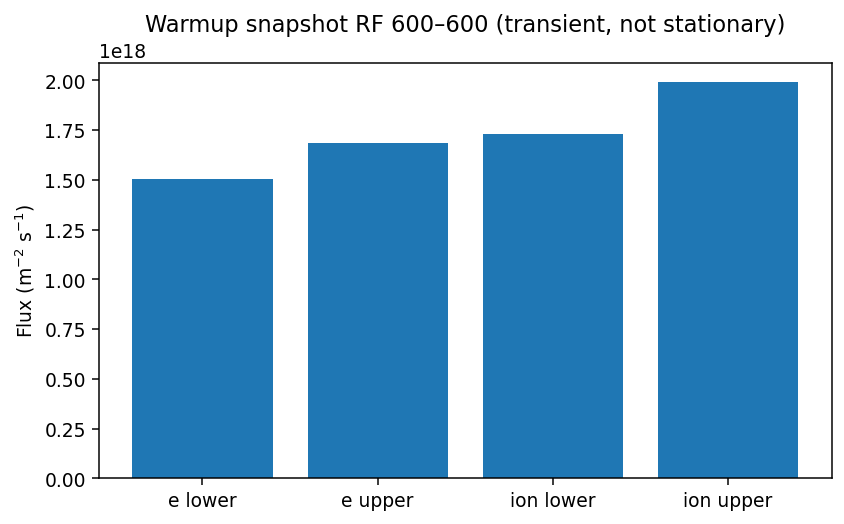 Warmup snapshot RF 600–600 (transient, not stationary)
1e18
2.00
1.75
1.50
1.25
1.00
0.75
0.50
0.25
0.00
Flux (m⁻² s⁻¹)
e lower
e upper
ion lower
ion upper